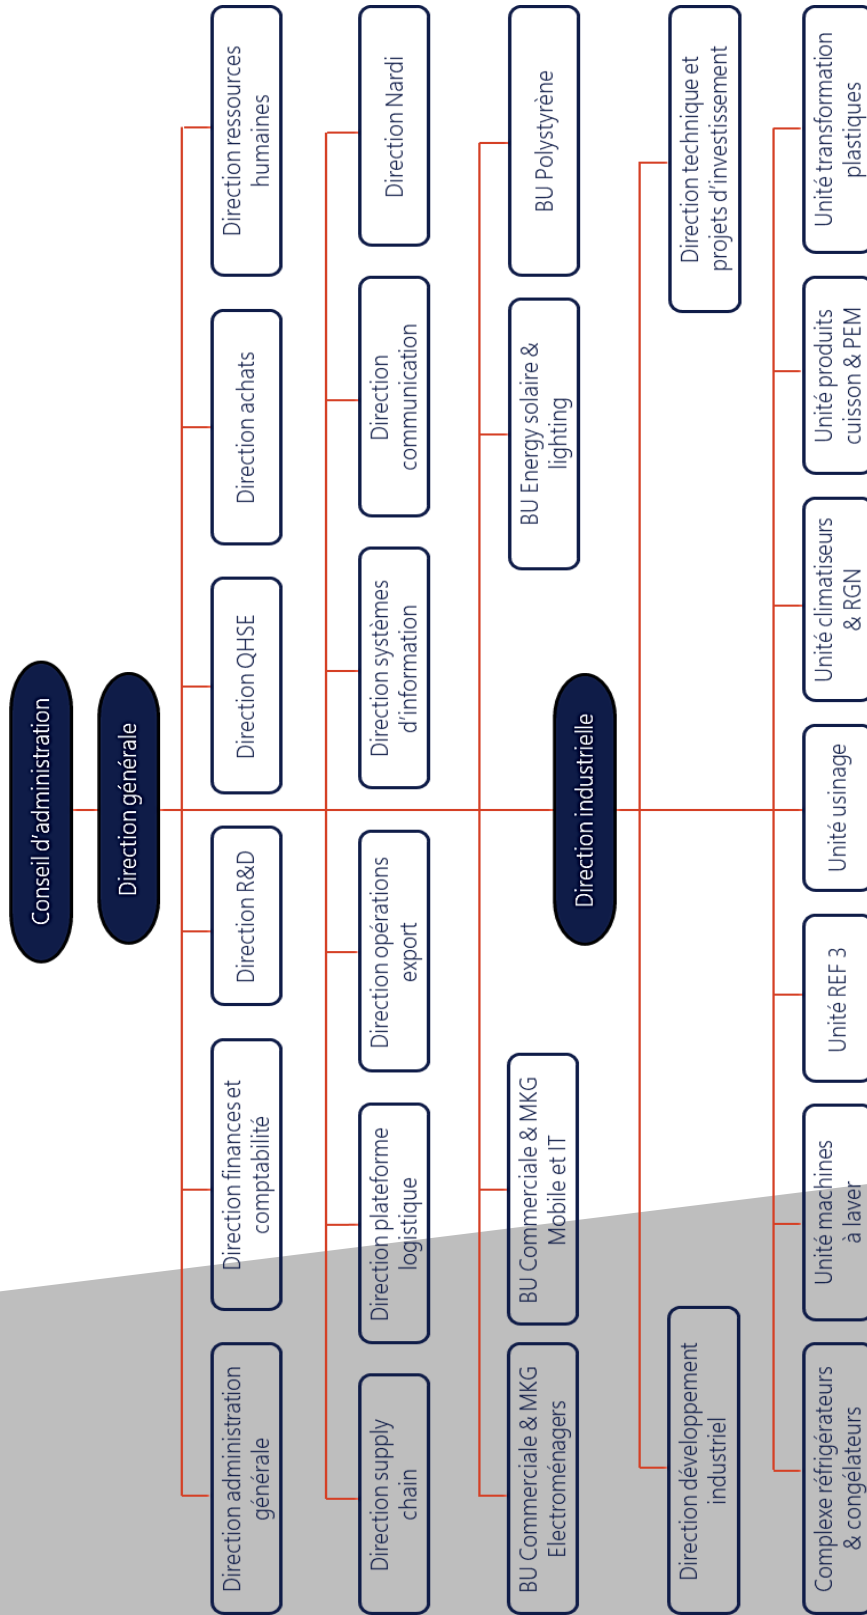 Conseil d'administration
Direction générale
Direction administration
générale
Direction finances et
comptabilité
Direction R&D
Direction QHSE
Direction achats
Direction ressources
humaines
Direction supply
chain
Direction plateforme
logistique
Direction opérations
export
Direction systèmes
d'information
Direction
communication
Direction Nardi
BU Commerciale & MKG
Electroménagers
BU Commerciale & MKG
Mobile et IT
BU Energy solaire &
lighting
BU Polystyrène
Direction industrielle
Direction développement
industriel
Direction technique et
projets d'investissement
Complexe réfrigérateurs
& congélateurs
Unité machines
à laver
Unité REF 3
Unité usinage
Unité climatiseurs
& RGN
Unité produits
cuisson & PEM
Unité transformation
plastiques